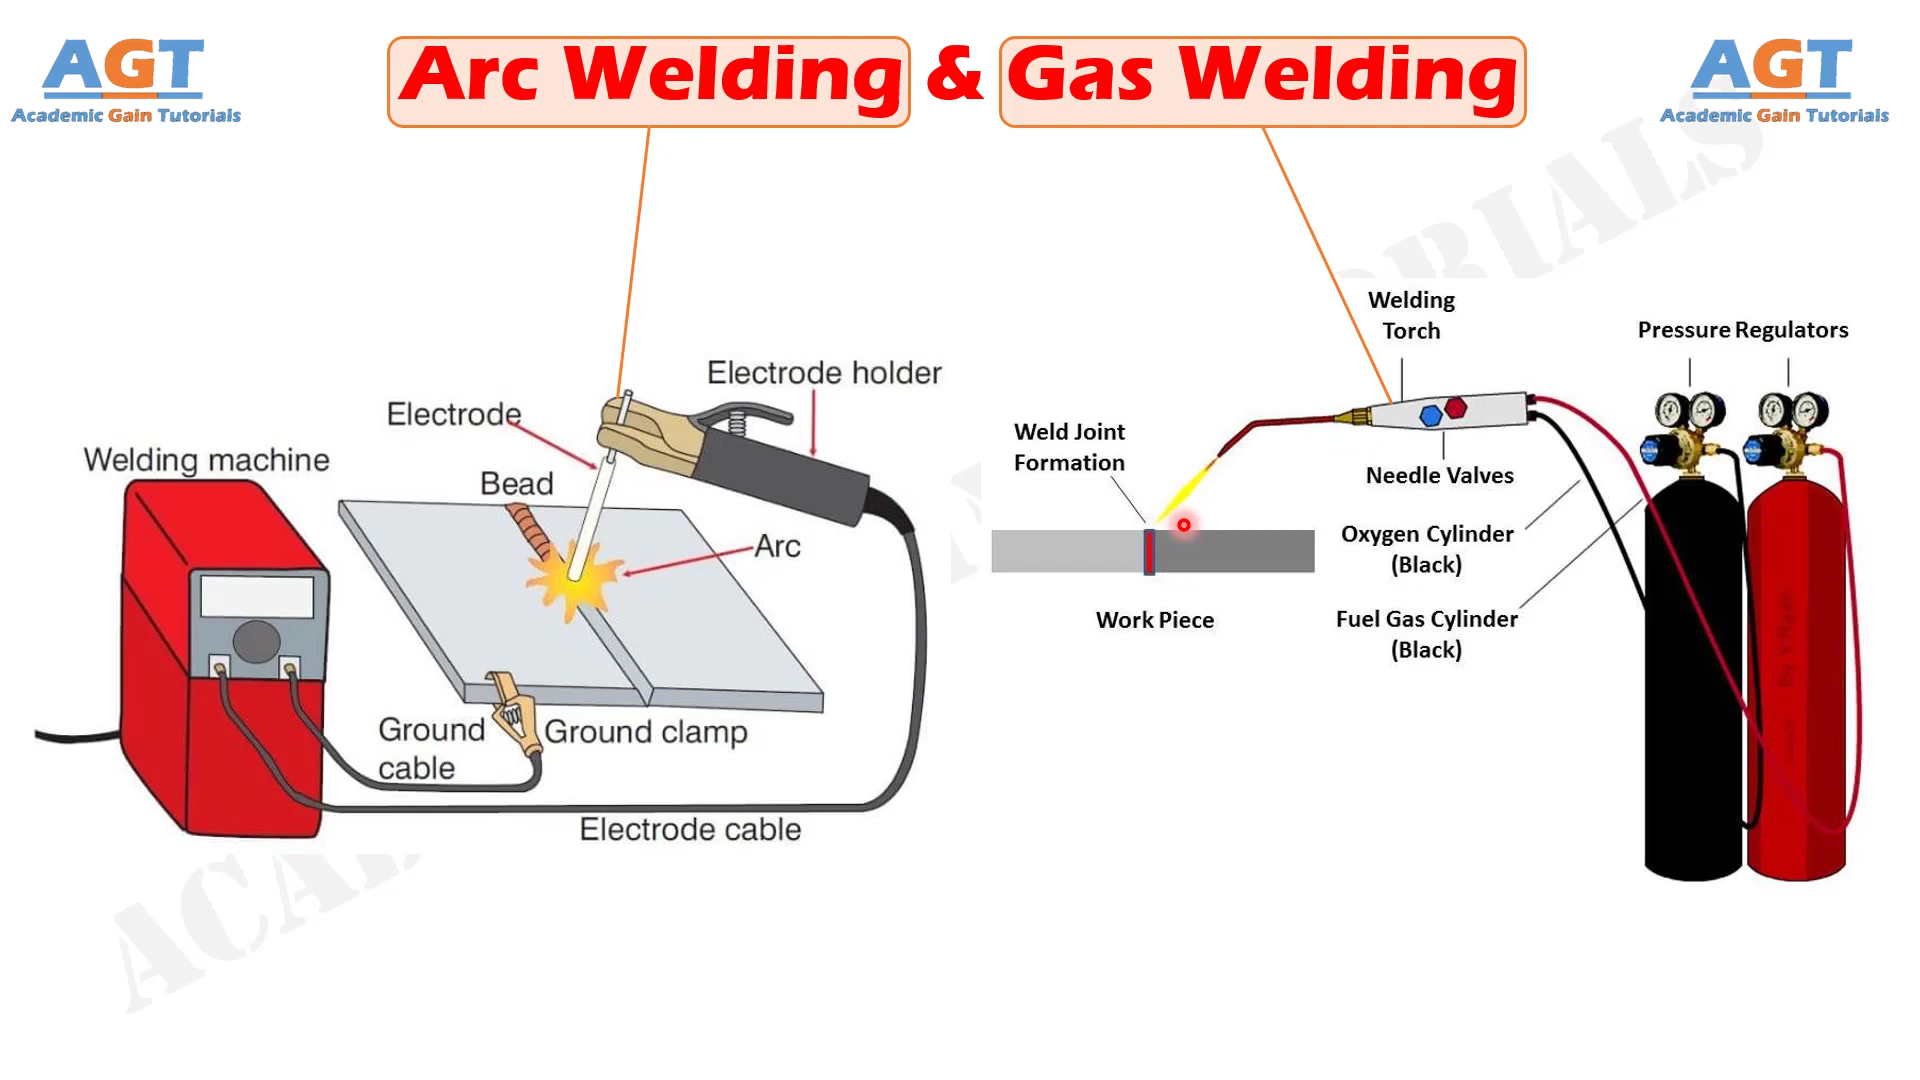 AGT
Academic Gain Tutorials
Arc Welding & Gas Welding
AGT
Academic Gain Tutorials
Electrode holder
Electrode
Welding machine
Bead
Arc
Ground
cable
Ground clamp
Electrode cable
Welding
Torch
Pressure Regulators
Weld Joint
Formation
Needle Valves
Oxygen Cylinder
(Black)
Work Piece
Fuel Gas Cylinder
(Black)